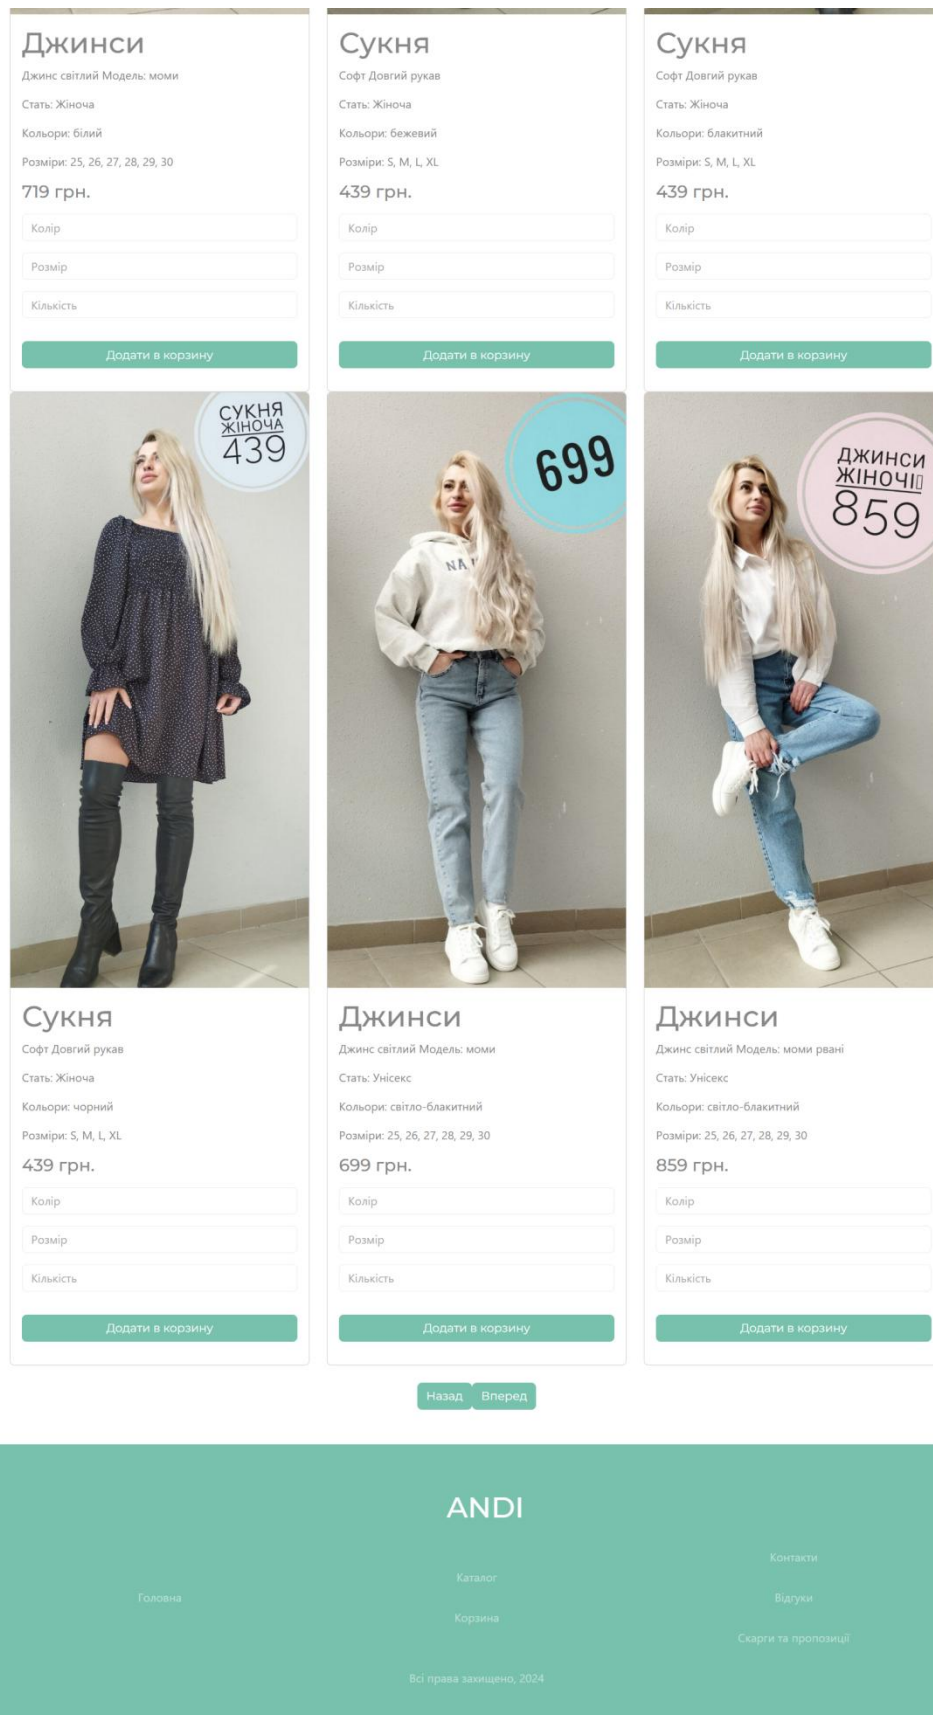 Джинси
Джинс світлий Модель: моми
Стать: Жіноча
Кольори: білий
Розміри: 25, 26, 27, 28, 29, 30
719 грн.
Колір
Розмір
Кількість
Додати в корзину
Сукня
Софт Довгий рукав
Стать: Жіноча
Кольори: бежевий
Розміри: S, M, L, XL
439 грн.
Колір
Розмір
Кількість
Додати в корзину
Сукня
Софт Довгий рукав
Стать: Жіноча
Кольори: блакитний
Розміри: S, M, L, XL
439 грн.
Колір
Розмір
Кількість
Додати в корзину
СУКНЯ
ЖІНОЧА
439
Сукня
Софт Довгий рукав
Стать: Жіноча
Кольори: чорний
Розміри: S, M, L, XL
439 грн.
Колір
Розмір
Кількість
Додати в корзину
699
Джинси
Джинс світлий Модель: моми
Стать: Унісекс
Кольори: світло-блакитний
Розміри: 25, 26, 27, 28, 29, 30
699 грн.
Колір
Розмір
Кількість
Додати в корзину
ДЖИНСИ
ЖІНОЧІ
859
Джинси
Джинс світлий Модель: моми рвані
Стать: Унісекс
Кольори: світло-блакитний
Розміри: 25, 26, 27, 28, 29, 30
859 грн.
Колір
Розмір
Кількість
Додати в корзину
Назад Вперед
ANDI
Головна
Каталог
Корзина
Контакти
Відгуки
Скарги та пропозиції
Всі права захищено, 2024